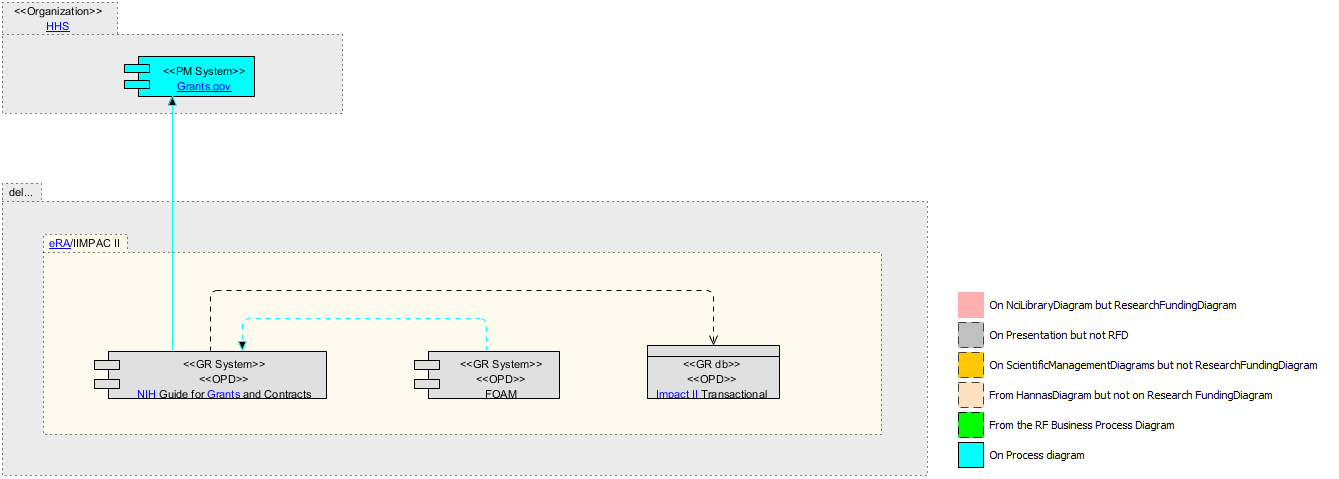 <<Organization>>
HHS
<<PM System>>
Grants.gov
del...
eRA/IIMPAC II
<<GR System>>
<<OPD>>
NIH Guide for Grants and Contracts
<<GR System>>
<<OPD>>
FOAM
<<GR db>>
<<OPD>>
Impact II Transactional
On NciLibraryDiagram but ResearchFundingDiagram
On Presentation but not RFD
On ScientificManagementDiagrams but not ResearchFundingDiagram
From HannasDiagram but not on Research FundingDiagram
From the RF Business Process Diagram
On Process diagram